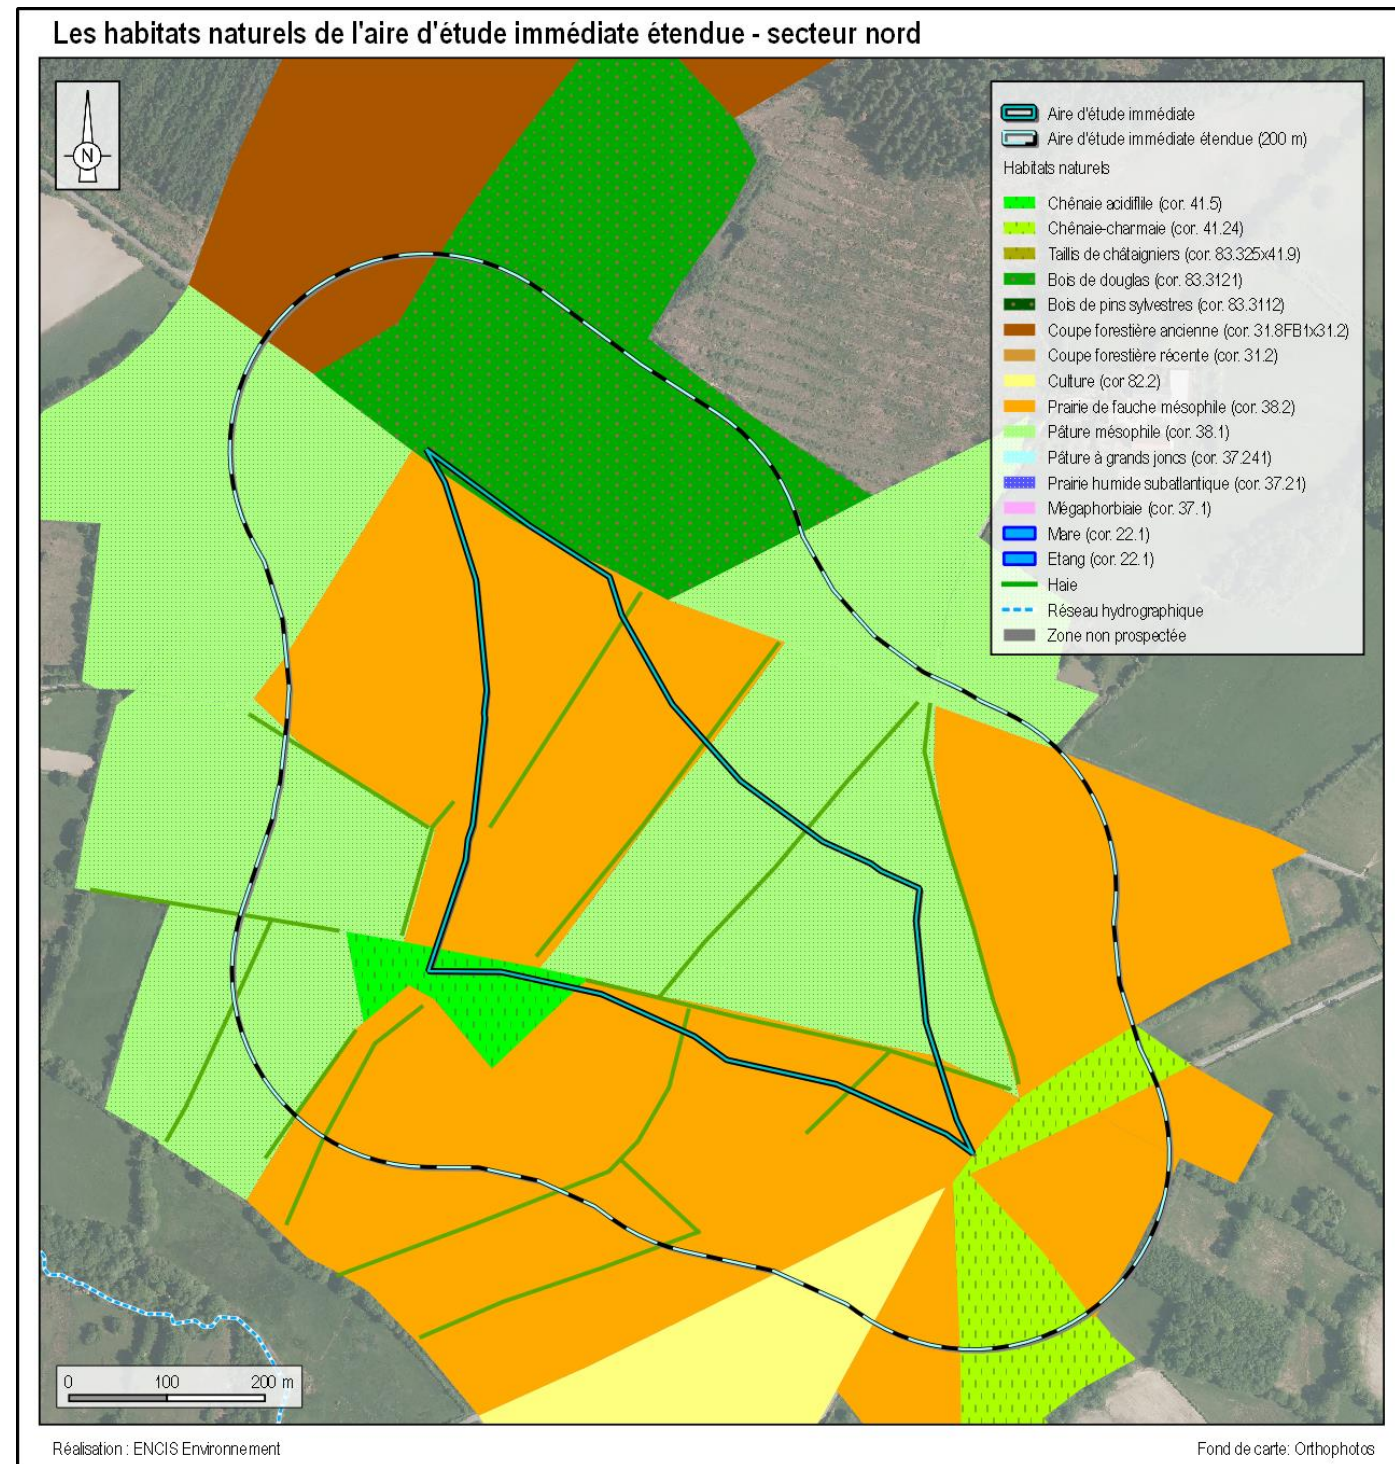 Les habitats naturels de l'aire d'étude immédiate étendue - secteur nord
N
Aire d'étude immédiate
Aire d'étude immédiate étendue (200 m)
Habitats naturels
Chênaie acidiflile (cor. 41.5)
Chênaie-charmaie (cor. 41.24)
Taillis de châtaigniers (cor. 83.325x41.9)
Bois de douglas (cor. 83.3121)
Bois de pins sylvestres (cor. 83.3112)
Coupe forestière ancienne (cor. 31.8FB1x31.2)
Coupe forestière récente (cor. 31.2)
Culture (cor 82.2)
Prairie de fauche mésophile (cor. 38.2)
Pâture mésophile (cor. 38.1)
Pâture à grands joncs (cor. 37.241)
Prairie humide subatlantique (cor. 37.21)
Mégaphorbiaie (cor. 37.1)
Mare (cor. 22.1)
Etang (cor. 22.1)
Haie
Réseau hydrographique
Zone non prospectée
0 100 200 m
Réalisation : ENCIS Environnement
Fond de carte: Orthophotos